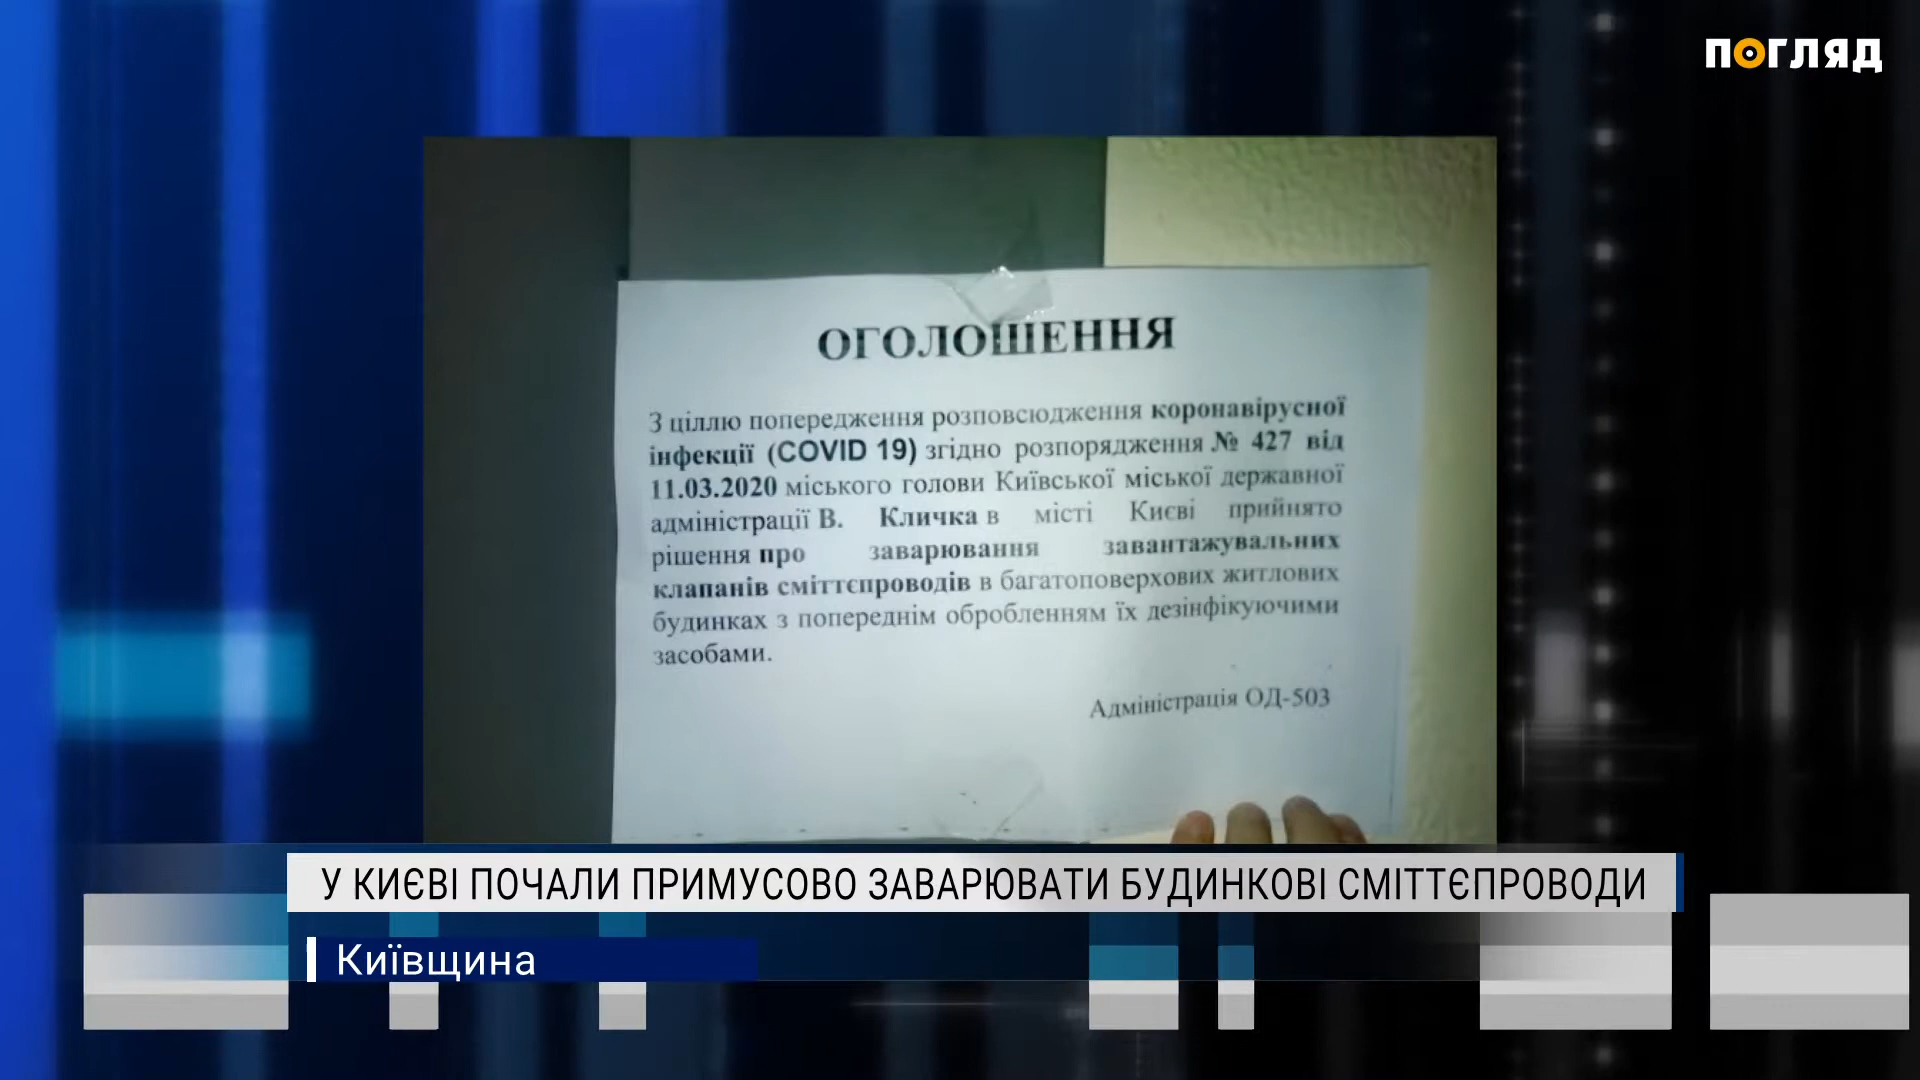 ПОГЛЯД
ОГОЛОШЕННЯ
З ціллю попередження розповсюдження коронавірусної
інфекції (COVID 19) згідно розпорядження № 427 від
11.03.2020 міського голови Київської міської державної
адміністрації В. Кличка в місті Києві прийнято
рішення про заварювання завантажувальних
клапанів сміттєпроводів в багатоповерхових житлових
будинках з попереднім обробленням їх дезінфікуючими
засобами.
Адміністрація ОД-503
У КИЄВІ ПОЧАЛИ ПРИМУСОВО ЗАВАРЮВАТИ БУДИНКОВІ СМІТТЄПРОВОДИ
Київщина